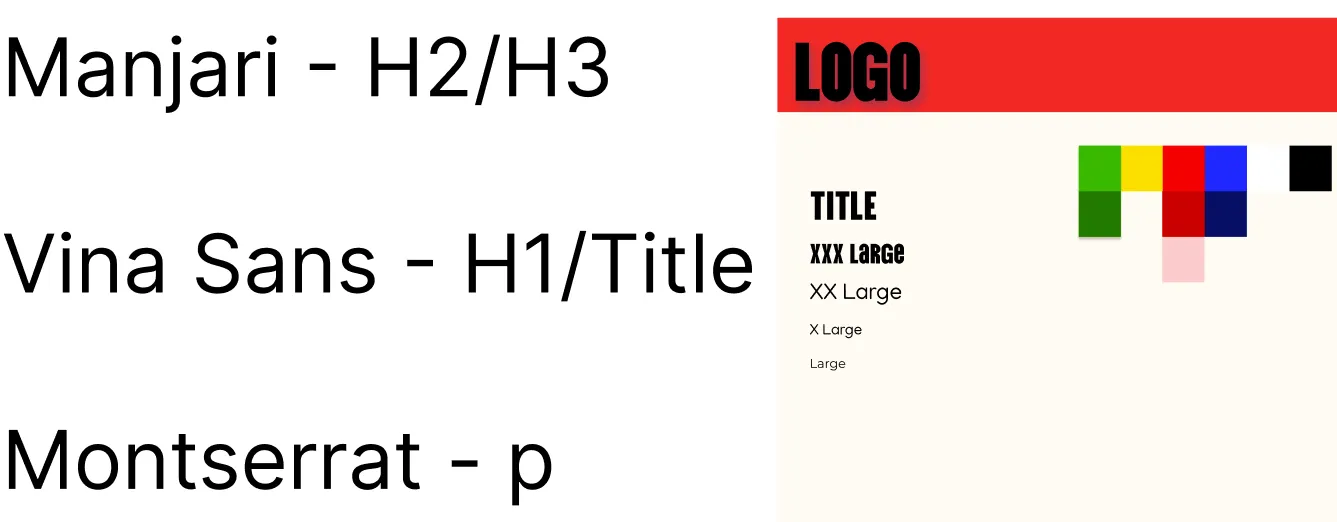 Manjari - H2/H3
Vina Sans - H1/Title
Montserrat - p
LOGO
TITLE
XXX LaRGe
XX Large
X Large
Large